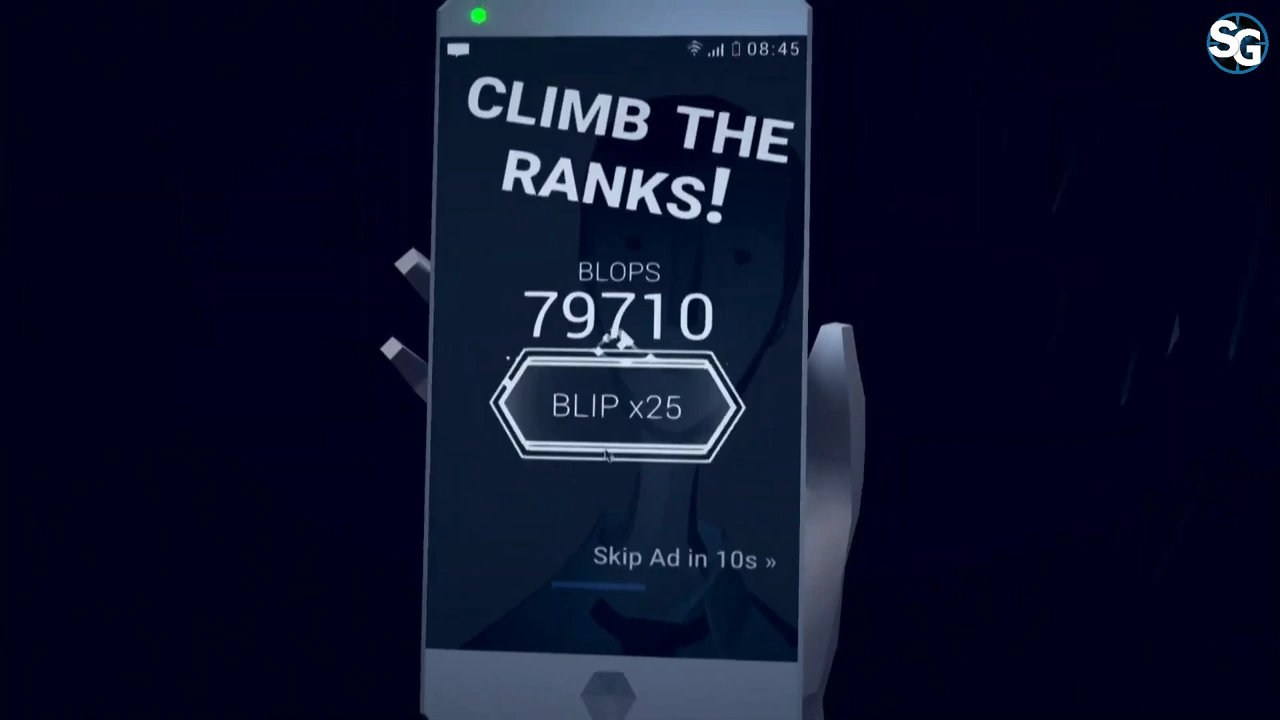 SG
08:45
CLIMB THE
RANKS!
BLOPS
79710
BLIP x25
Skip Ad in 10s »